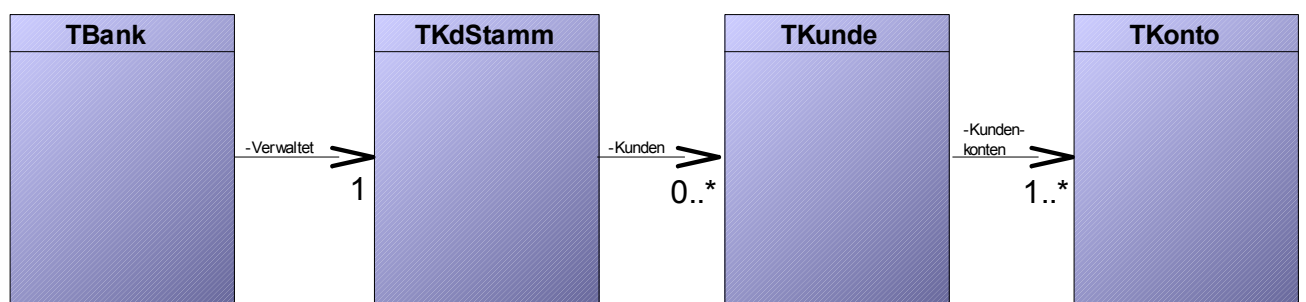 TBank
TKdStamm
TKunde
TKonto
-Verwaltet
1
-Kunden
0..*
-Kunden-
konten
1..*